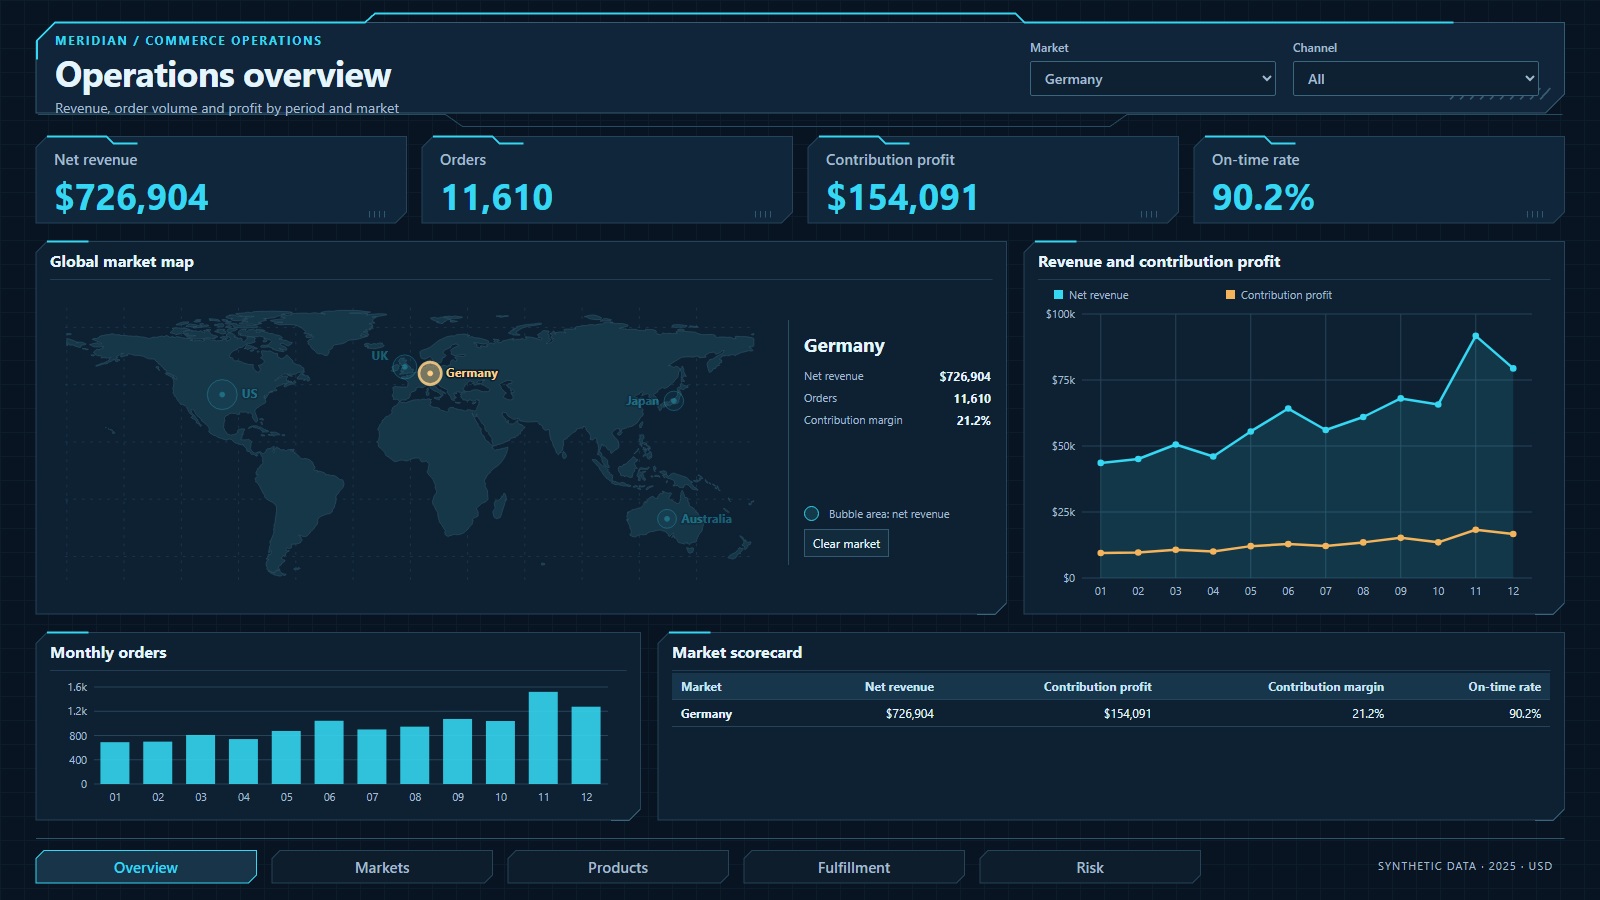 MERIDIAN / COMMERCE OPERATIONS
Operations overview
Revenue, order volume and profit by period and market
Market
Germany
Channel
All
Net revenue
$726,904
Orders
11,610
Contribution profit
$154,091
On-time rate
90.2%
Global market map
UK
Germany
US
Japan
Australia
Germany
Net revenue $726,904
Orders 11,610
Contribution margin 21.2%
Bubble area: net revenue
Clear market
Revenue and contribution profit
Net revenue Contribution profit
$100k
$75k
$50k
$25k
$0
01 02 03 04 05 06 07 08 09 10 11 12
Monthly orders
1.6k
1.2k
800
400
0
01 02 03 04 05 06 07 08 09 10 11 12
Market scorecard
Market Net revenue Contribution profit Contribution margin On-time rate
Germany $726,904 $154,091 21.2% 90.2%
Overview Markets Products Fulfillment Risk
SYNTHETIC DATA · 2025 · USD